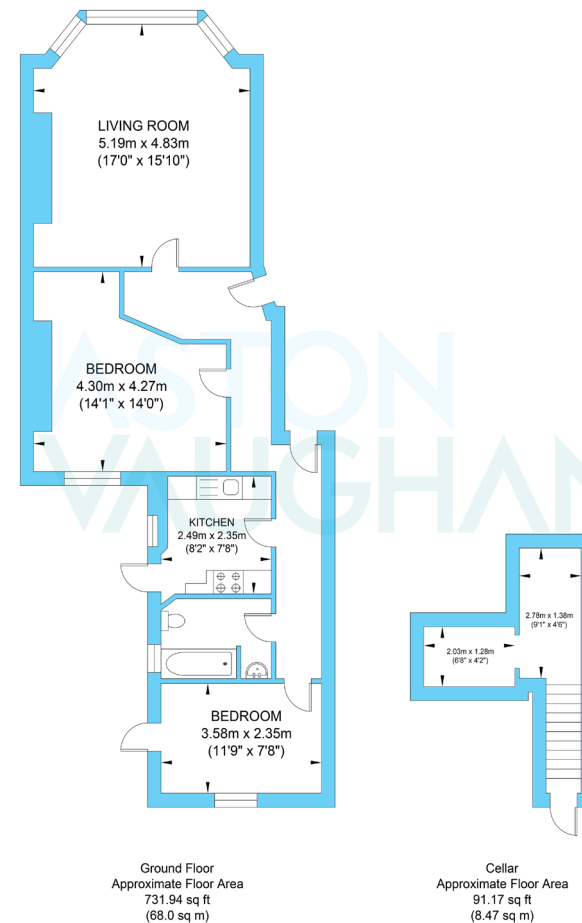 LIVING ROOM
5.19m x 4.83m
(17'0" x 15'10")
BEDROOM
4.30m x 4.27m
(14'1" x 14'0")
ASTON
VAUGHAN
KITCHEN
2.49m x 2.35m
(8'2" x 7'8")
2.78m x 1.38m
(9'1" x 4'6")
2.03m x 1.28m
(6'8" x 4'2")
BEDROOM
3.58m x 2.35m
(11'9" x 7'8")
Ground Floor
Approximate Floor Area
731.94 sq ft
(68.0 sq m)
Cellar
Approximate Floor Area
91.17 sq ft
(8.47 sq m)